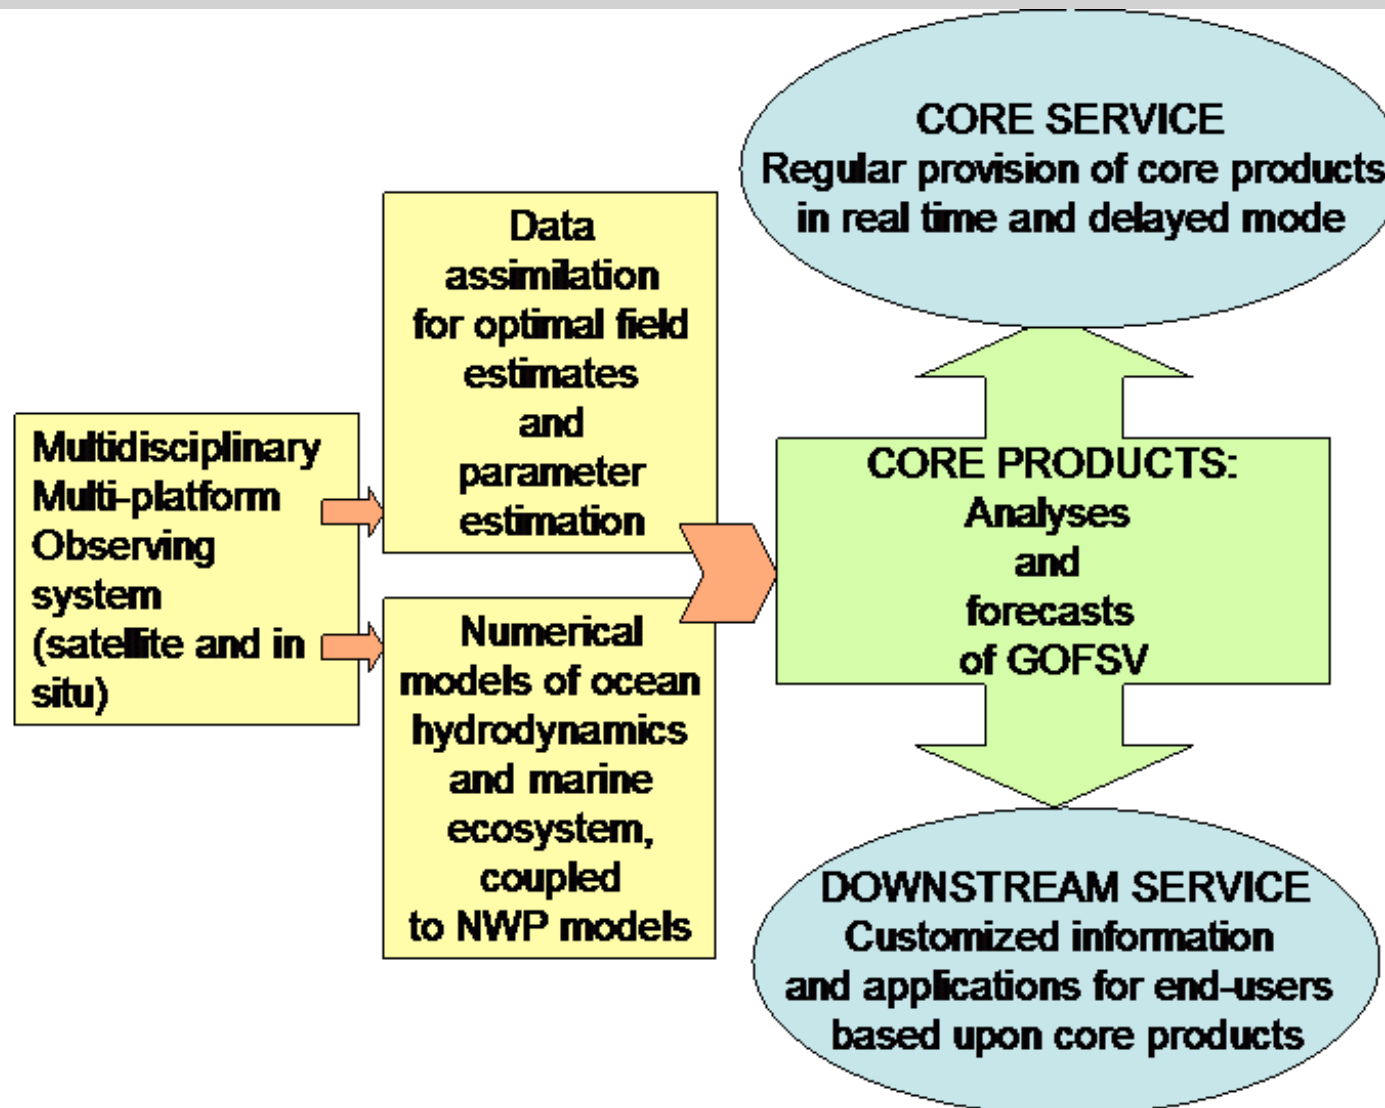 Multidisciplinary
Multi-platform
Observing
system
(satellite and in
situ)
Data
assimilation
for optimal field
estimates
and
parameter
estimation
Numerical
models of ocean
hydrodynamics
and marine
ecosystem,
coupled
to NWP models
CORE PRODUCTS:
Analyses
and
forecasts
of GOFSV
CORE SERVICE
Regular provision of core products
in real time and delayed mode
DOWNSTREAM SERVICE
Customized information
and applications for end-users
based upon core products